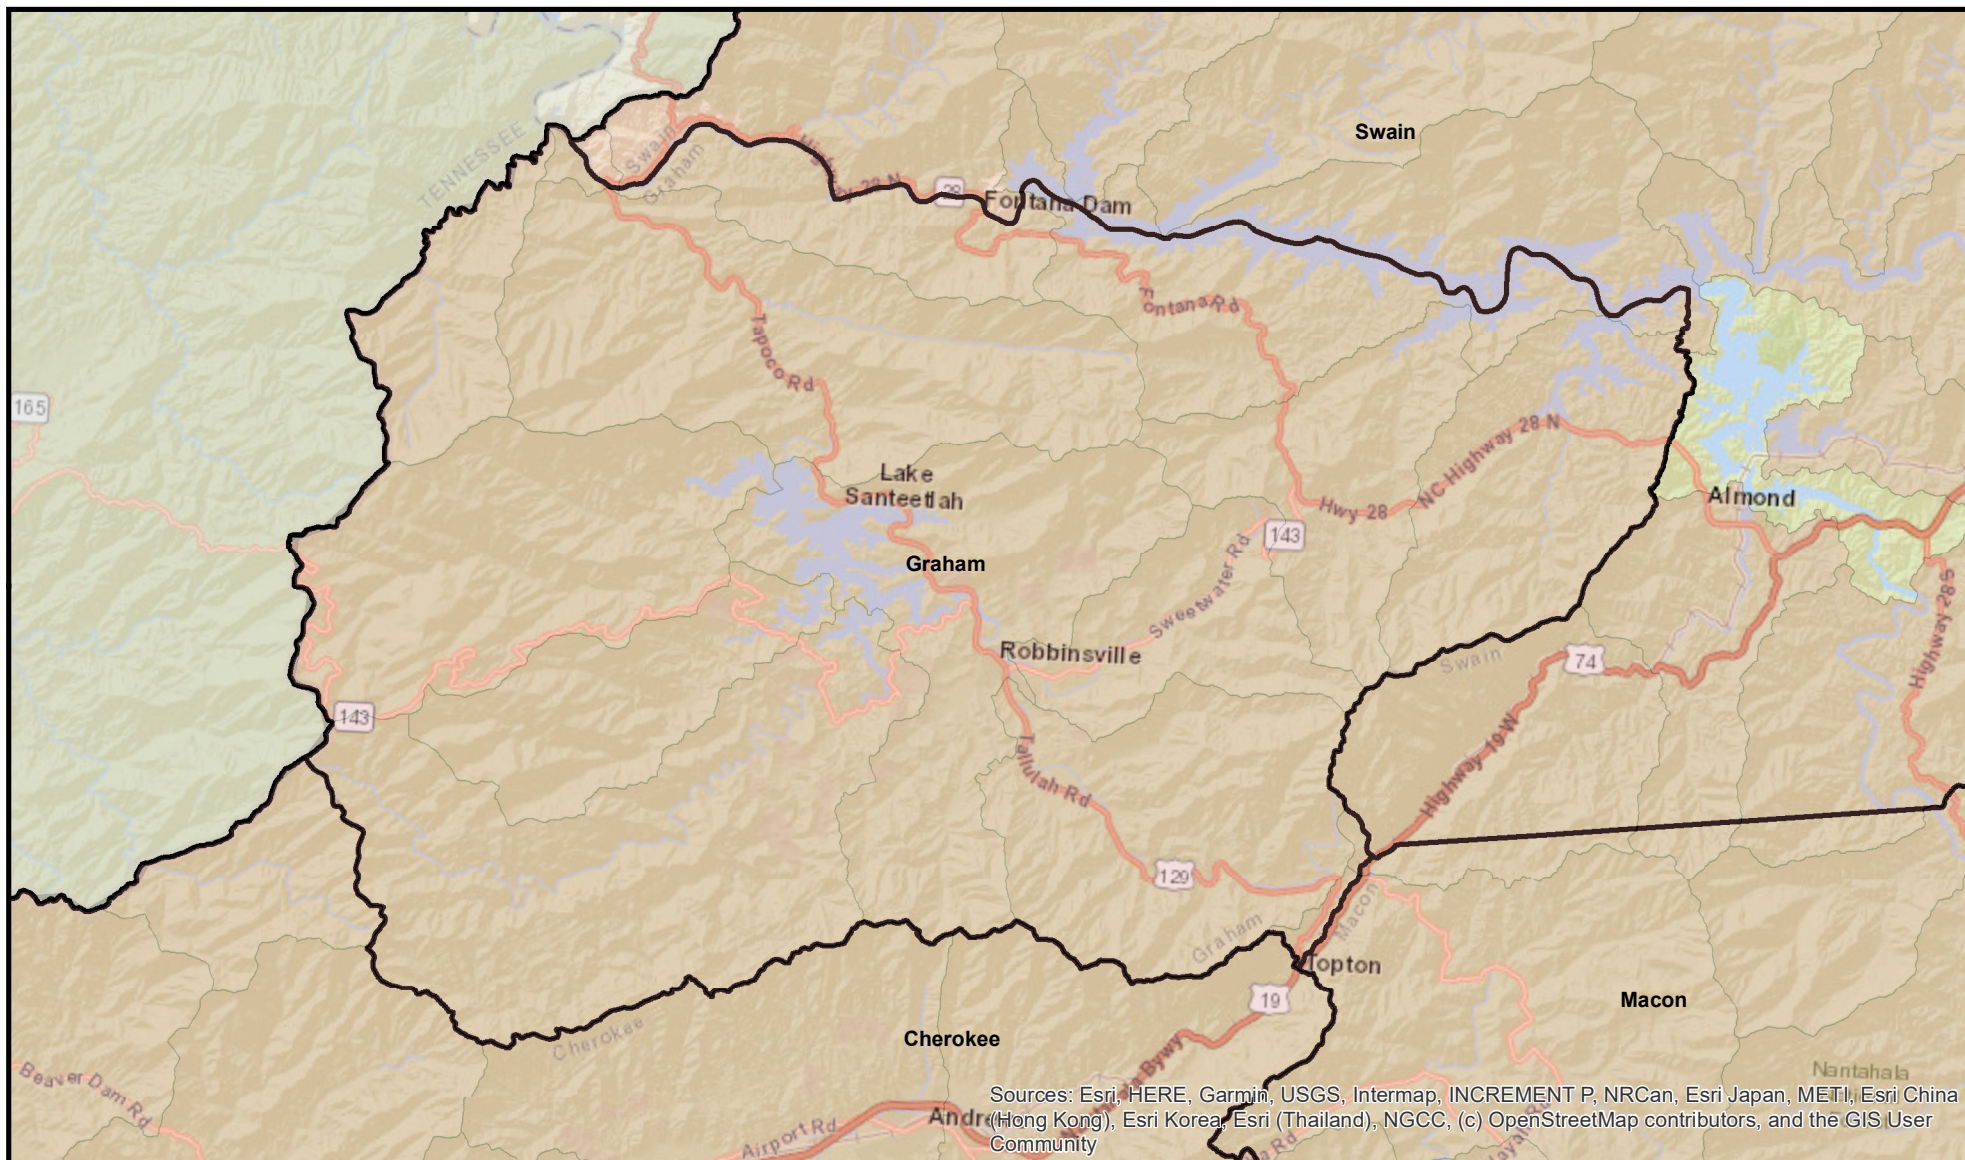 Swain
TENNESSEE
Swain
Graham
Highway 28 N
28
Fontana Dam
Fontana Rd
Tapoco Rd
165
NC Highway 28 N
Lake
Santeetlah
Almond
Hwy 28
143
Graham
Sweetwater Rd
Highway 28 S
Robbinsville
Swain
74
143
Highway 19 W
Tallulah Rd
129
Macon
Graham
Topton
19
Macon
Cherokee
Cherokee
Nantahala
Beaver Dam Rd
Airport Rd
Sources: Esri, HERE, Garmin, USGS, Intermap, INCREMENT P, NRCan, Esri Japan, METI, Esri China
(Hong Kong), Esri Korea, Esri (Thailand), NGCC, (c) OpenStreetMap contributors, and the GIS User
Community